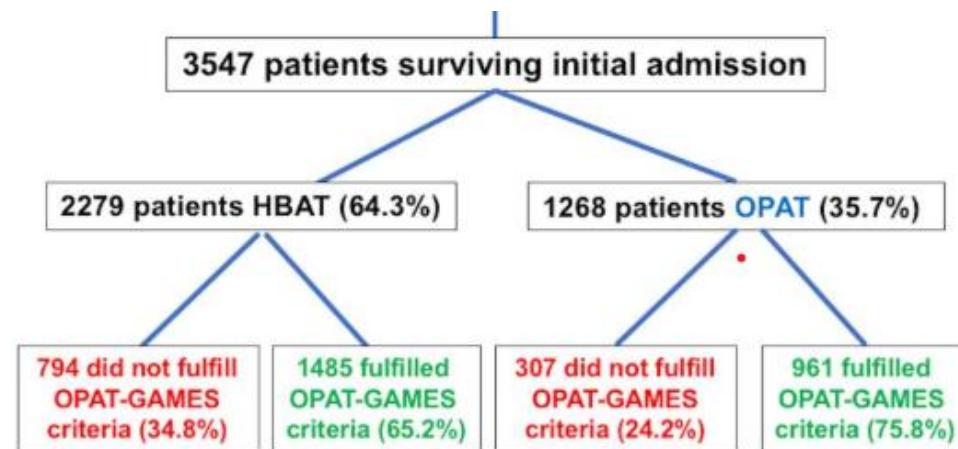 3547 patients surviving initial admission
2279 patients HBAT (64.3%)
1268 patients OPAT (35.7%)
794 did not fulfill
OPAT-GAMES
criteria (34.8%)
1485 fulfilled
OPAT-GAMES
criteria (65.2%)
307 did not fulfill
OPAT-GAMES
criteria (24.2%)
961 fulfilled
OPAT-GAMES
criteria (75.8%)